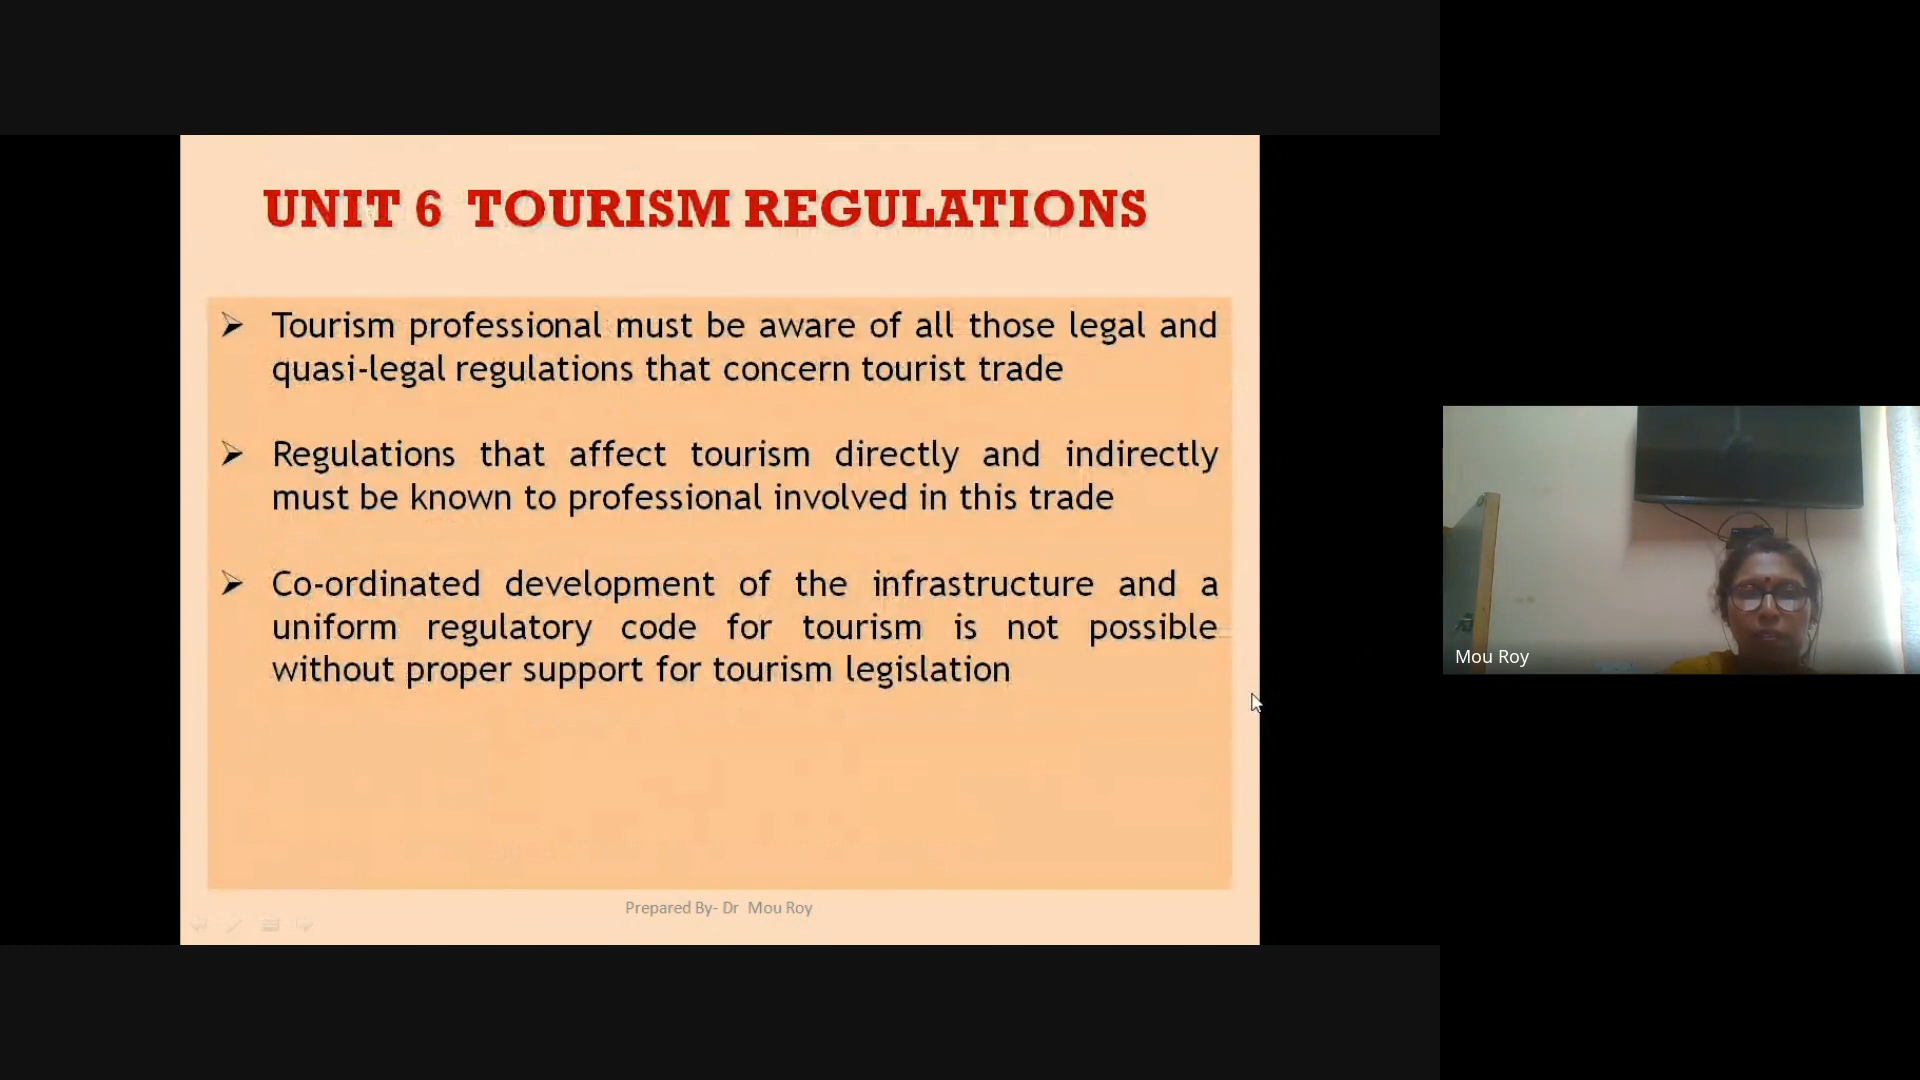 UNIT 6 TOURISM REGULATIONS
Tourism professional must be aware of all those legal and
quasi-legal regulations that concern tourist trade
Regulations that affect tourism directly and indirectly
must be known to professional involved in this trade
Co-ordinated development of the infrastructure and a
uniform regulatory code for tourism is not possible
without proper support for tourism legislation
Prepared By- Dr Mou Roy
Mou Roy